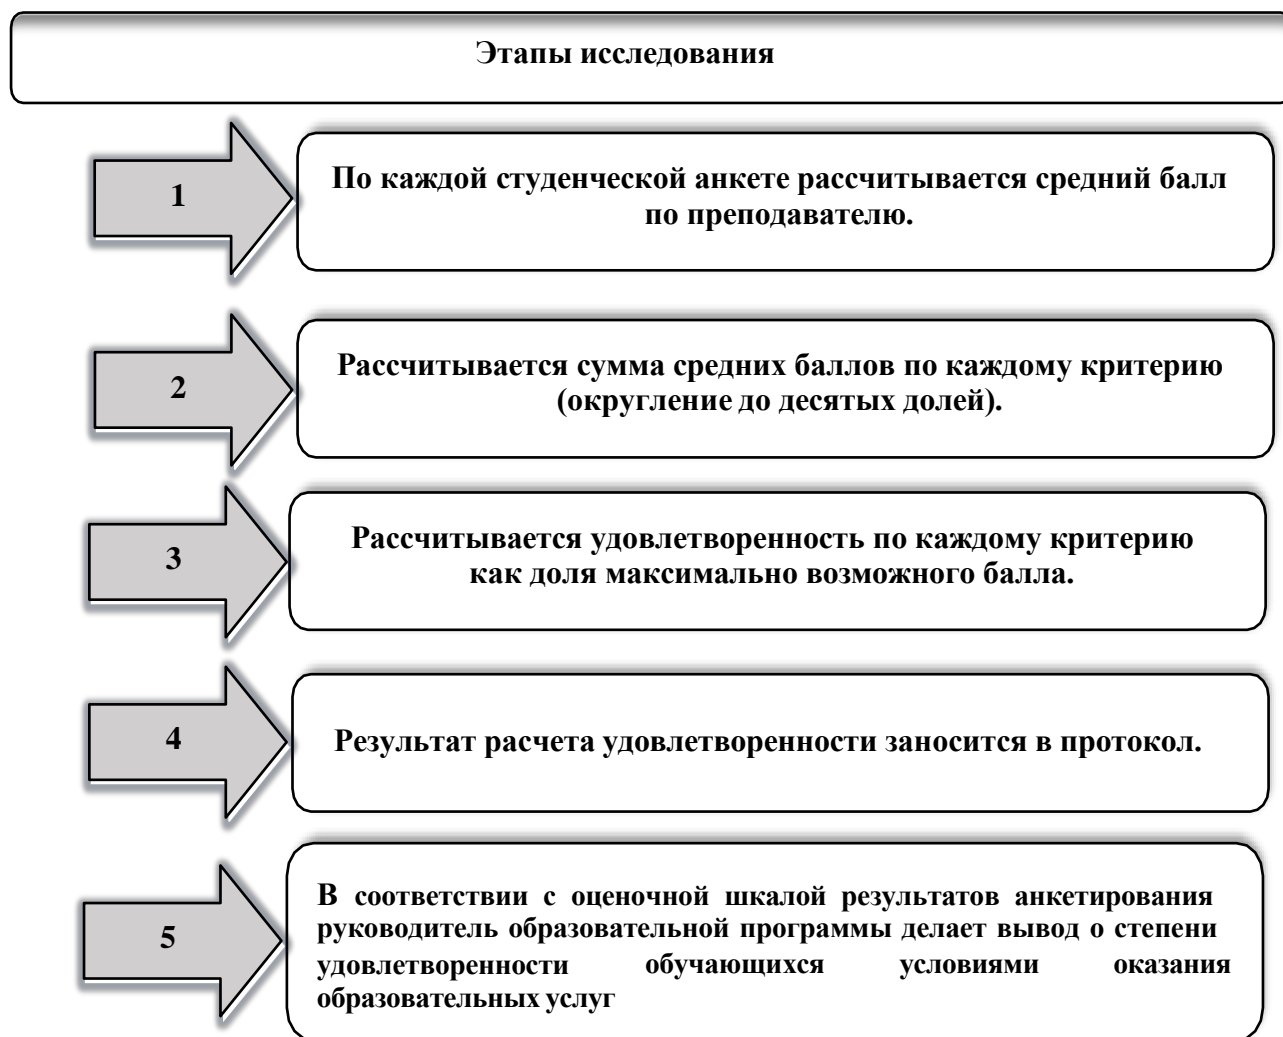 Этапы исследования
1
По каждой студенческой анкете рассчитывается средний балл
по преподавателю.
2
Рассчитывается сумма средних баллов по каждому критерию
(округление до десятых долей).
3
Рассчитывается удовлетворенность по каждому критерию
как доля максимально возможного балла.
4
Результат расчета удовлетворенности заносится в протокол.
5
В соответствии с оценочной шкалой результатов анкетирования
руководитель образовательной программы делает вывод о степени
удовлетворенности обучающихся условиями оказания
образовательных услуг